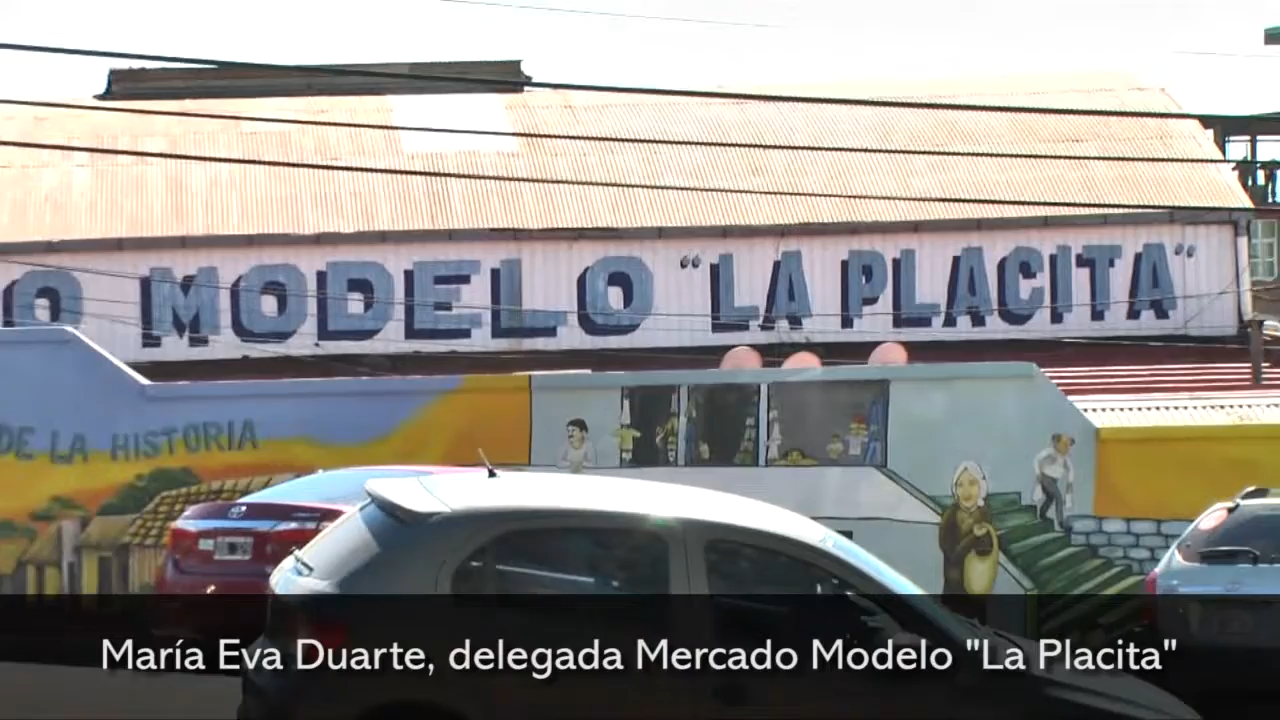 O MODELO "LA PLACITA"
DE LA HISTORIA
María Eva Duarte, delegada Mercado Modelo "La Placita"